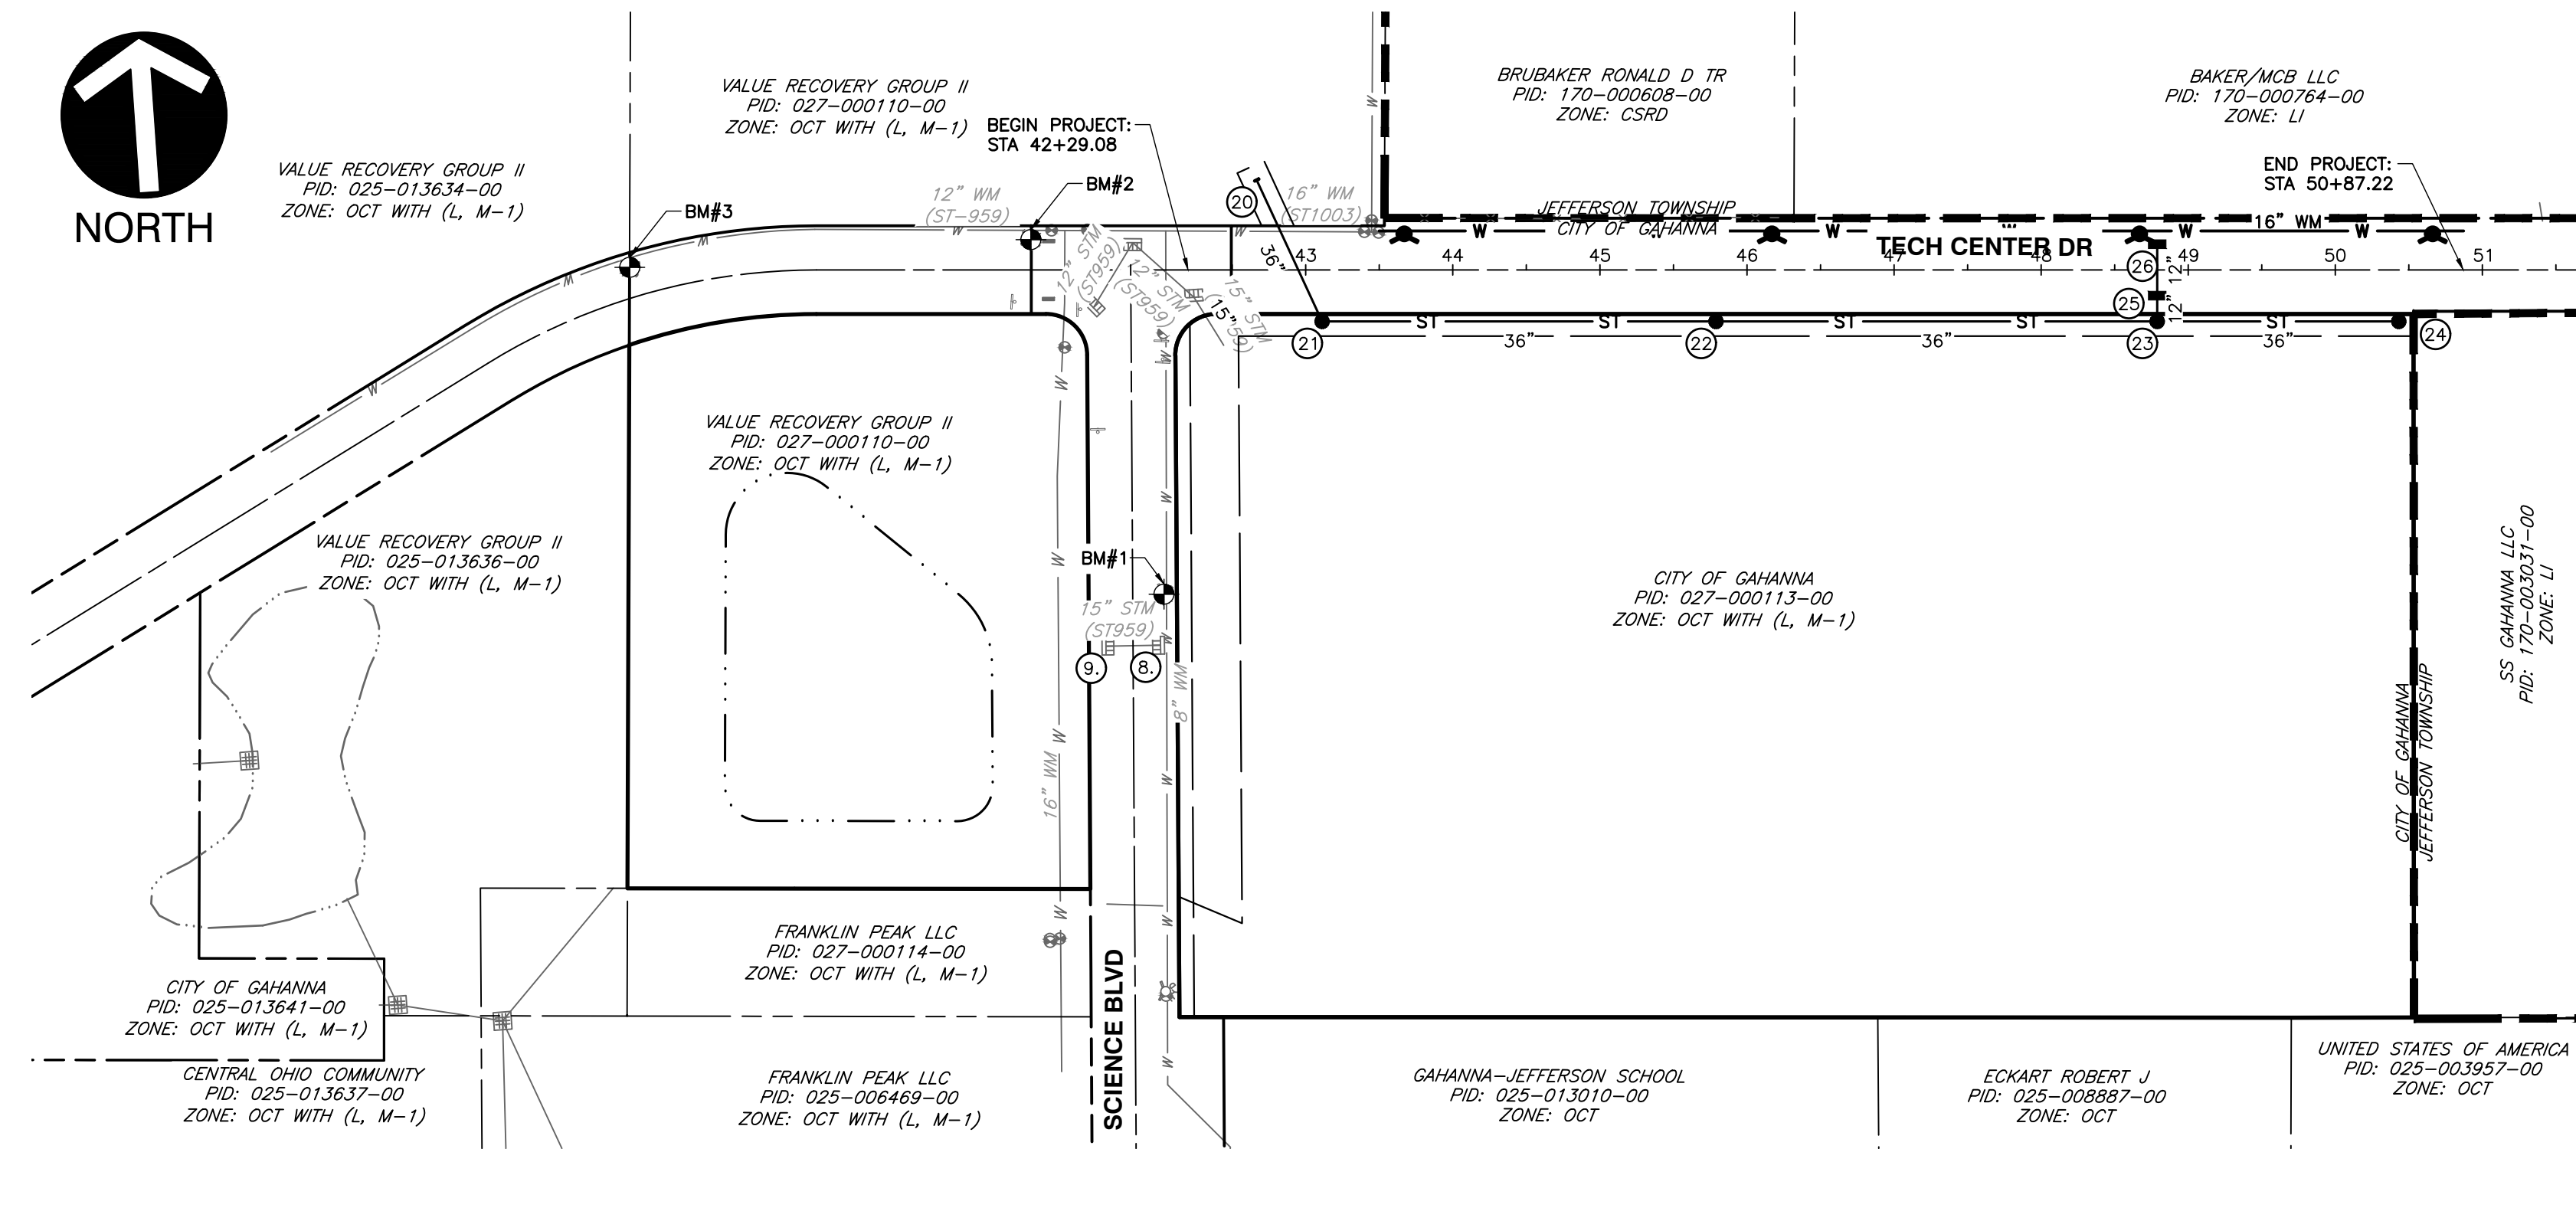 NORTH
VALUE RECOVERY GROUP II
PID: 025-013634-00
ZONE: OCT WITH (L, M-1)
VALUE RECOVERY GROUP II
PID: 027-000110-00
ZONE: OCT WITH (L, M-1)
BEGIN PROJECT:
STA 42+29.08
BM#3
BM#2
12" WM
(ST-959)
20
16" WM
(ST1003)
36"
BRUBAKER RONALD D TR
PID: 170-000608-00
ZONE: CSRD
BAKER/MCB LLC
PID: 170-000764-00
ZONE: LI
END PROJECT:
STA 50+87.22
JEFFERSON TOWNSHIP
CITY OF GAHANNA
16" WM
W W W W W
TECH CENTER DR
43 44 45 46 47 48 49 50 51
12" STM
(ST959)
12" STM
(ST959)
15" STM
15"
26
12"
25
12"
ST ST ST ST ST
21
36"
22
36"
23
36"
24
VALUE RECOVERY GROUP II
PID: 027-000110-00
ZONE: OCT WITH (L, M-1)
VALUE RECOVERY GROUP II
PID: 025-013636-00
ZONE: OCT WITH (L, M-1)
BM#1
15" STM
(ST959)
9.
8.
8" WM
16" WM
CITY OF GAHANNA
PID: 027-000113-00
ZONE: OCT WITH (L, M-1)
SS GAHANNA LLC
PID: 170-003031-00
ZONE: LI
CITY OF GAHANNA
JEFFERSON TOWNSHIP
FRANKLIN PEAK LLC
PID: 027-000114-00
ZONE: OCT WITH (L, M-1)
CITY OF GAHANNA
PID: 025-013641-00
ZONE: OCT WITH (L, M-1)
CENTRAL OHIO COMMUNITY
PID: 025-013637-00
ZONE: OCT WITH (L, M-1)
FRANKLIN PEAK LLC
PID: 025-006469-00
ZONE: OCT WITH (L, M-1)
SCIENCE BLVD
GAHANNA-JEFFERSON SCHOOL
PID: 025-013010-00
ZONE: OCT
ECKART ROBERT J
PID: 025-008887-00
ZONE: OCT
UNITED STATES OF AMERICA
PID: 025-003957-00
ZONE: OCT